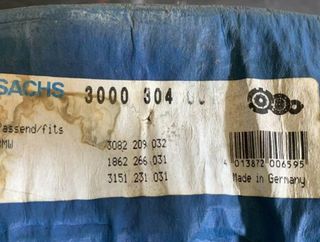 SACHS 3000 304
Passend/fits
BMW 3082 209 032
1862 266 031
3151 231 031
4 013872 006595
Made in Germany